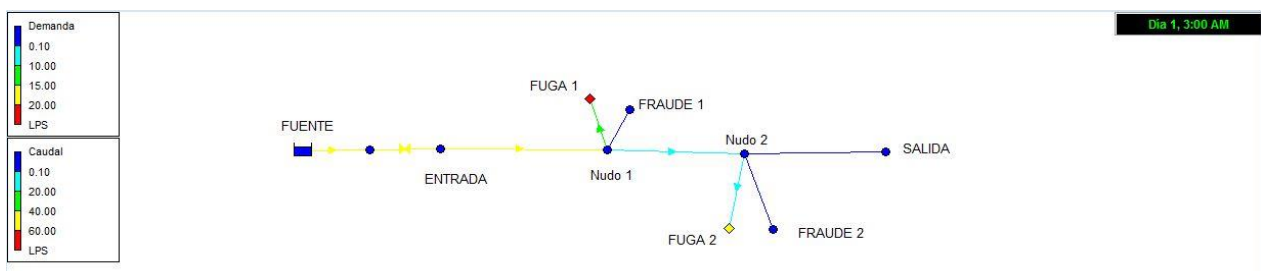 Demanda
0.10
10.00
15.00
20.00
LPS
Caudal
0.10
20.00
40.00
60.00
LPS
Día 1, 3:00 AM
FUENTE
ENTRADA
FUGA 1
FRAUDE 1
Nudo 1
Nudo 2
SALIDA
FUGA 2
FRAUDE 2